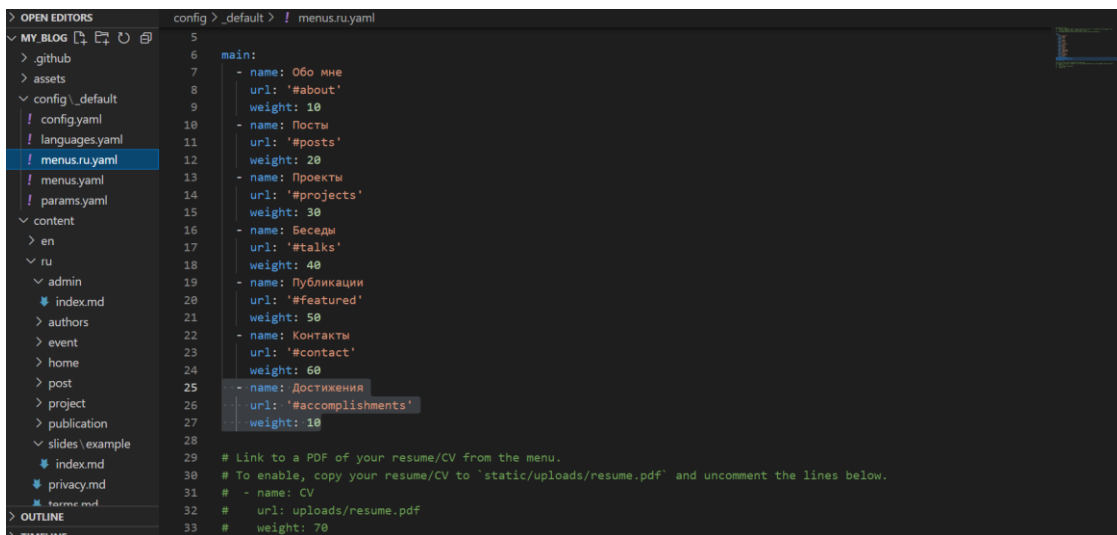 OPEN EDITORS
config > _default > ! menus.ru.yaml
MY_BLOG
.github
assets
config\_default
! config.yaml
! languages.yaml
! menus.ru.yaml
! menus.yaml
! params.yaml
content
en
ru
admin
index.md
authors
event
home
post
project
publication
slides\example
index.md
privacy.md
terms.md
OUTLINE
5
6 main:
7 - name: Обо мне
8 url: '#about'
9 weight: 10
10 - name: Посты
11 url: '#posts'
12 weight: 20
13 - name: Проекты
14 url: '#projects'
15 weight: 30
16 - name: Беседы
17 url: '#talks'
18 weight: 40
19 - name: Публикации
20 url: '#featured'
21 weight: 50
22 - name: Контакты
23 url: '#contact'
24 weight: 60
25 - name: Достижения
26 url: '#accomplishments'
27 weight: 10
28
29 # Link to a PDF of your resume/CV from the menu.
30 # To enable, copy your resume/CV to `static/uploads/resume.pdf` and uncomment the lines below.
31 # - name: CV
32 # url: uploads/resume.pdf
33 # weight: 70